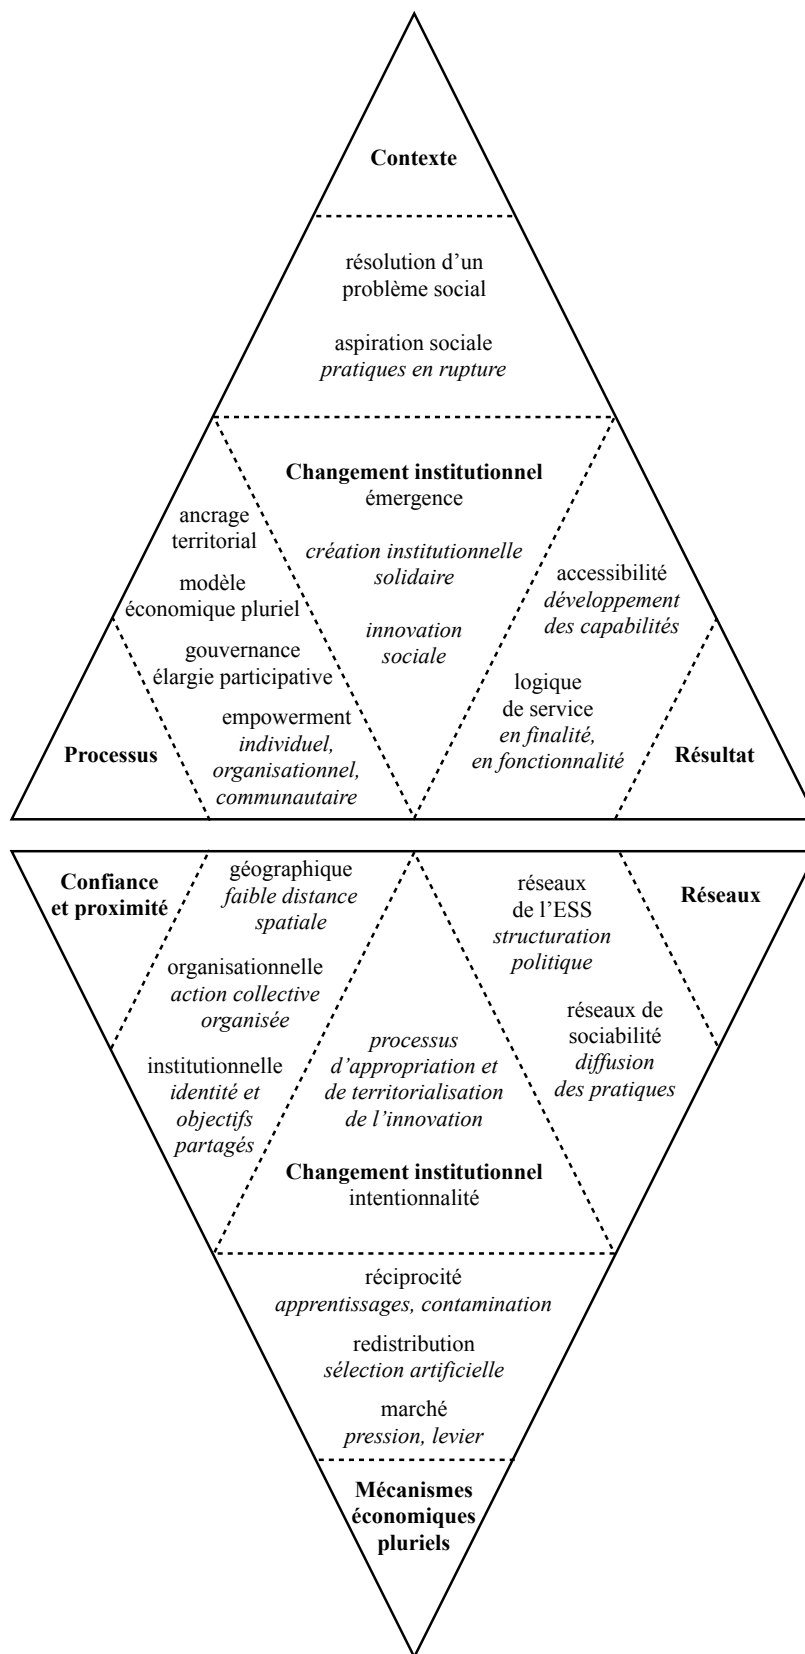 Contexte
résolution d’un
problème social
aspiration sociale
pratiques en rupture
Changement institutionnel
émergence
création institutionnelle
solidaire
innovation
sociale
ancrage
territorial
modèle
économique pluriel
gouvernance
élargie participative
empowerment
individuel,
organisationnel,
communautaire
Processus
accessibilité
développement
des capabilités
logique
de service
en finalité,
en fonctionnalité
Résultat
Confiance
et proximité
géographique
faible distance
spatiale
organisationnelle
action collective
organisée
institutionnelle
identité et
objectifs
partagés
processus
d’appropriation et
de territorialisation
de l’innovation
Changement institutionnel
intentionnalité
réseaux
de l’ESS
structuration
politique
réseaux de
sociabilité
diffusion
des pratiques
Réseaux
réciprocité
apprentissages, contamination
redistribution
sélection artificielle
marché
pression, levier
Mécanismes
économiques
pluriels